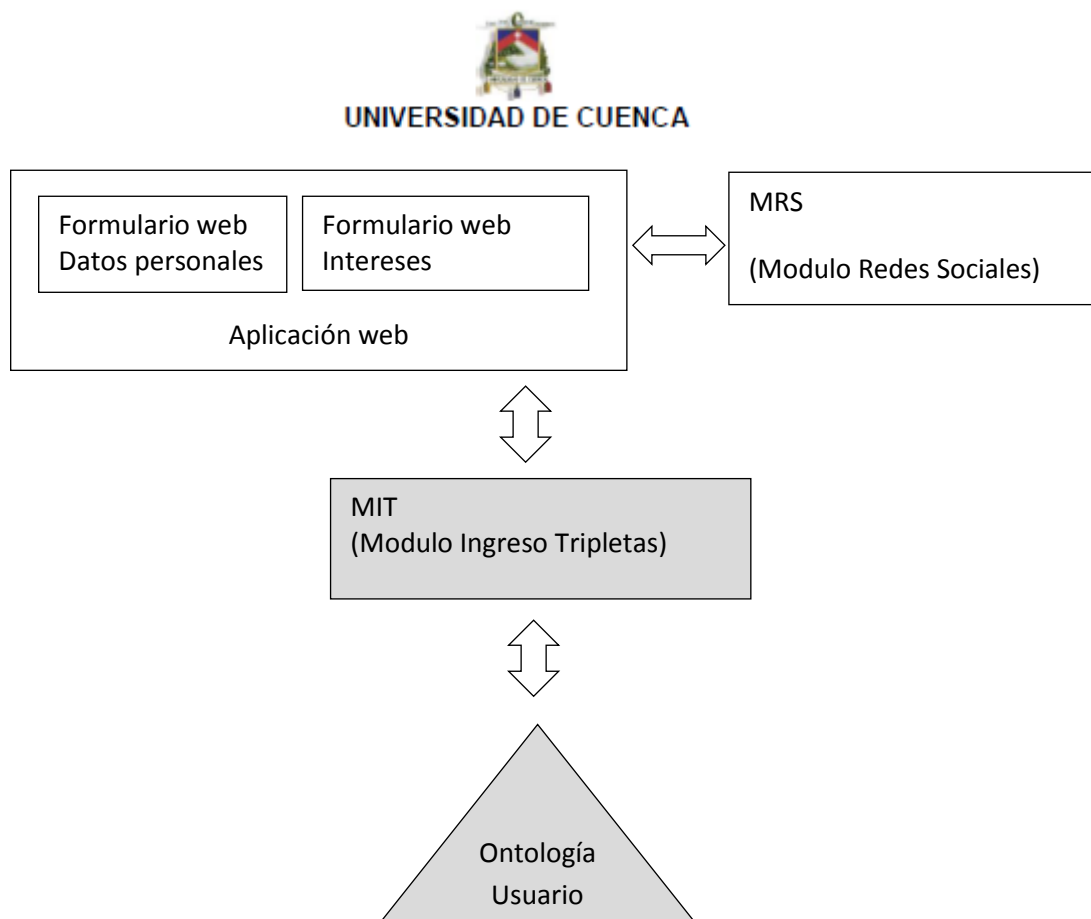 UNIVERSIDAD DE CUENCA
Formulario web
Datos personales
Formulario web
Intereses
Aplicación web
MRS
(Modulo Redes Sociales)
MIT
(Modulo Ingreso Tripletas)
Ontología
Usuario